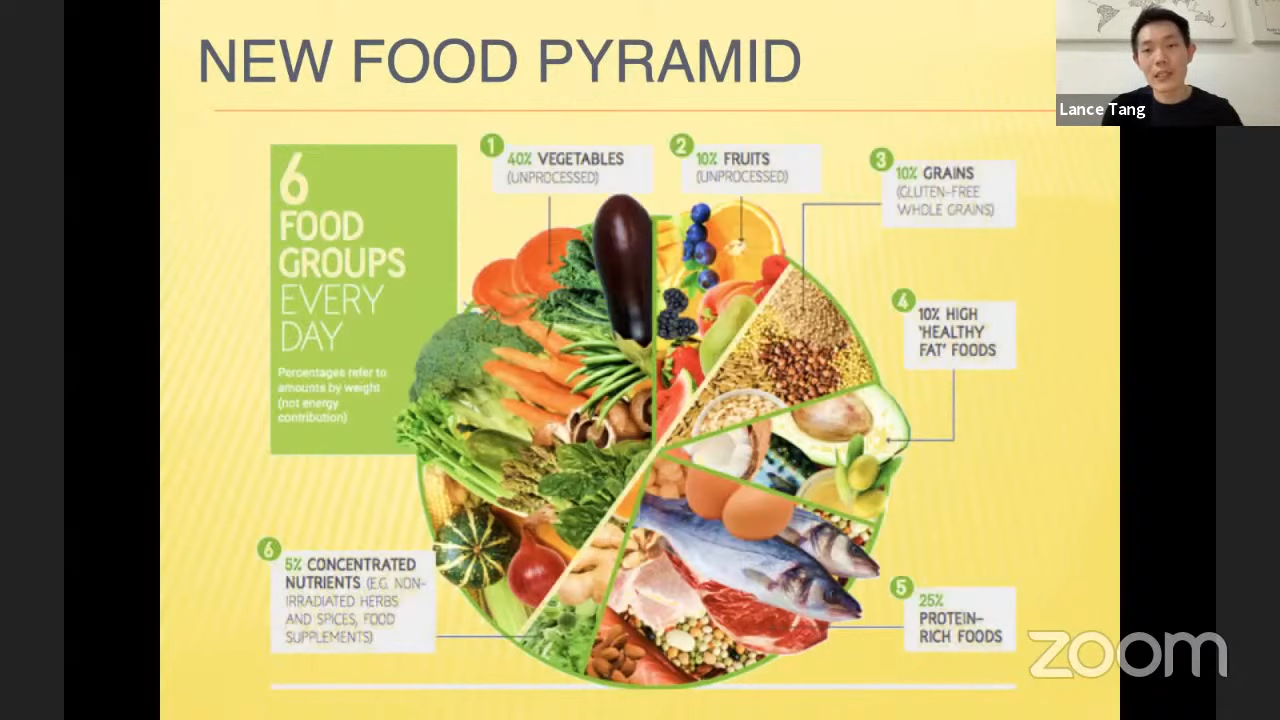 NEW FOOD PYRAMID
Lance Tang
6
FOOD
GROUPS
EVERY
DAY
Percentages refer to
amounts by weight
(not energy
contribution)
1
40% VEGETABLES
(UNPROCESSED)
2
10% FRUITS
(UNPROCESSED)
3
10% GRAINS
(GLUTEN-FREE
WHOLE GRAINS)
4
10% HIGH
'HEALTHY
FAT' FOODS
5
25%
PROTEIN-
RICH FOODS
6
5% CONCENTRATED
NUTRIENTS (E.G. NON-
IRRADIATED HERBS
AND SPICES, FOOD
SUPPLEMENTS)
zoom